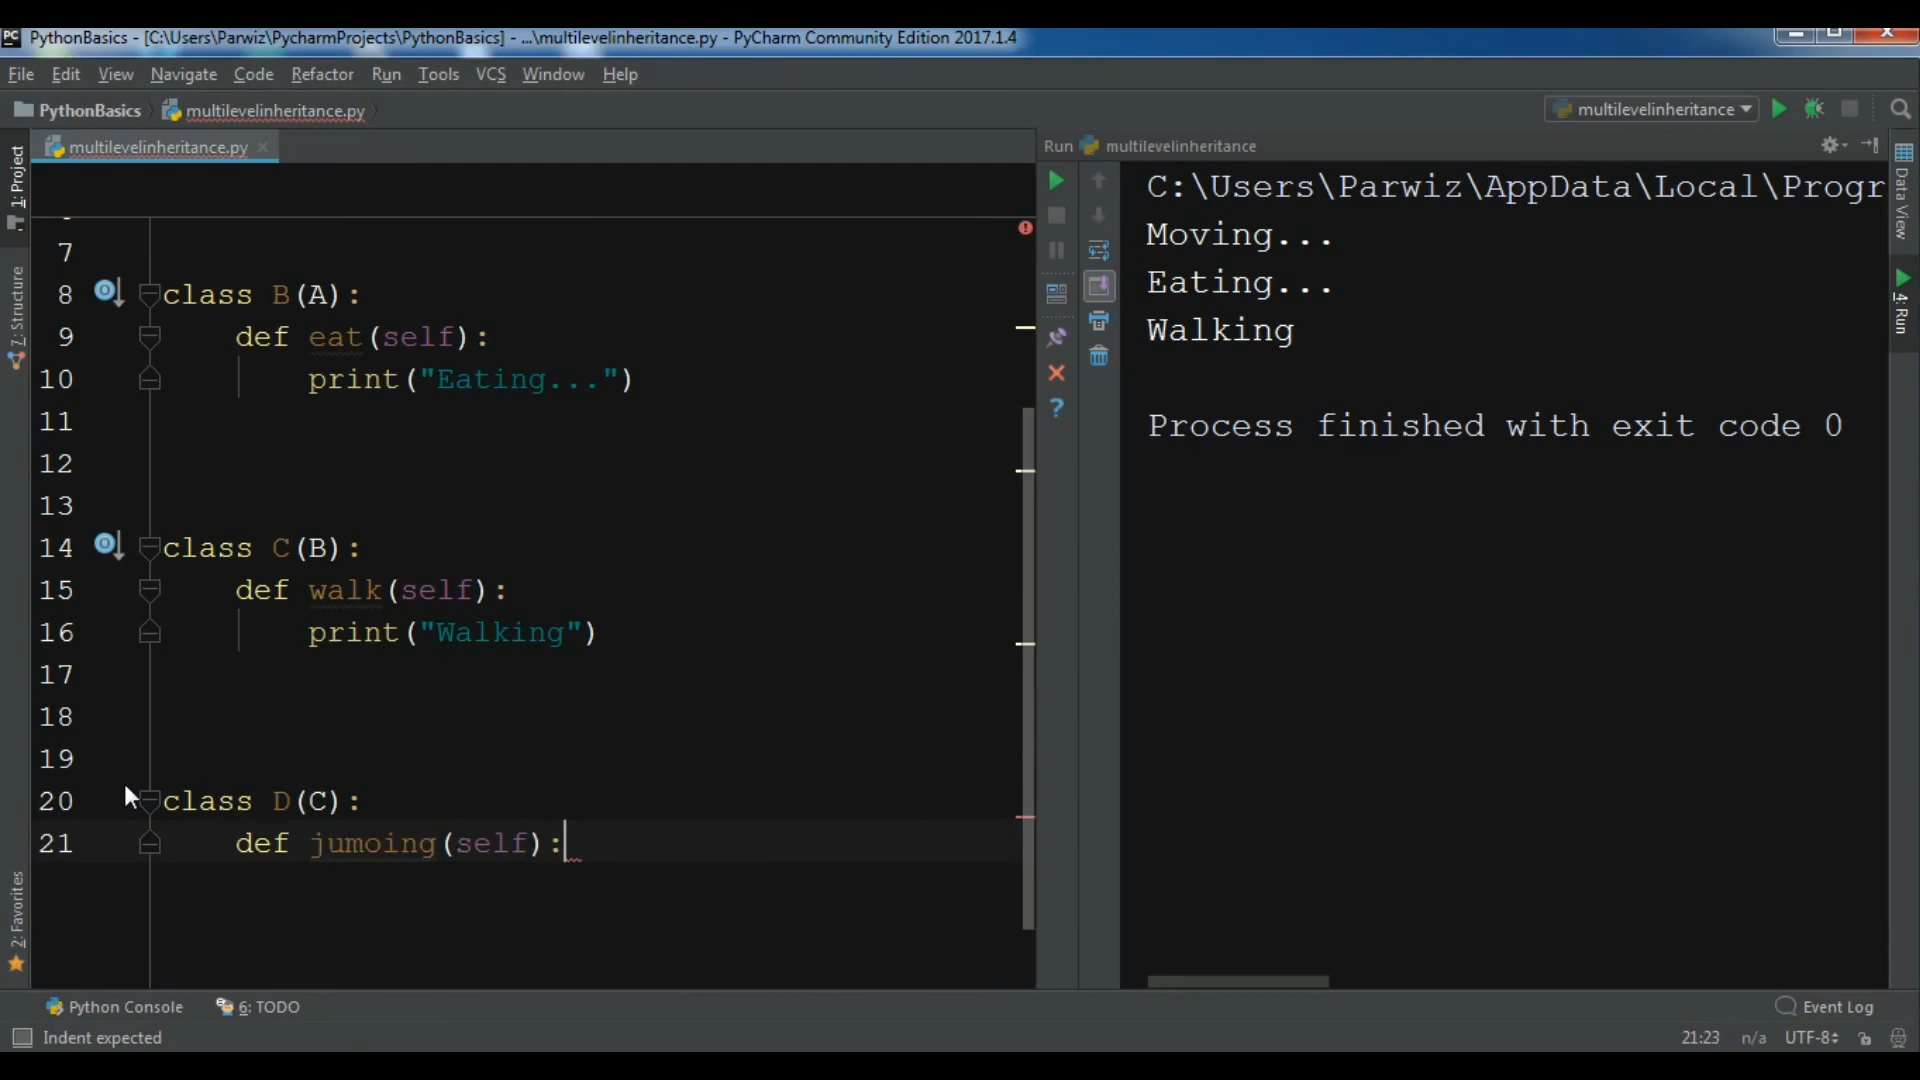 PC PythonBasics - [C:\Users\Parwiz\PycharmProjects\PythonBasics] - ...\multilevelinheritance.py - PyCharm Community Edition 2017.1.4
File Edit View Navigate Code Refactor Run Tools VCS Window Help
PythonBasics multilevelinheritance.py multilevelinheritance
multilevelinheritance.py
Run multilevelinheritance
1: Project
7: Structure
2: Favorites
7
8 class B(A):
9 def eat(self):
10 print("Eating...")
11
12
13
14 class C(B):
15 def walk(self):
16 print("Walking")
17
18
19
20 class D(C):
21 def jumoing(self):
C:\Users\Parwiz\AppData\Local\Progr
Moving...
Eating...
Walking
Process finished with exit code 0
Data View
4: Run
Python Console 6: TODO Event Log
Indent expected 21:23 n/a UTF-8